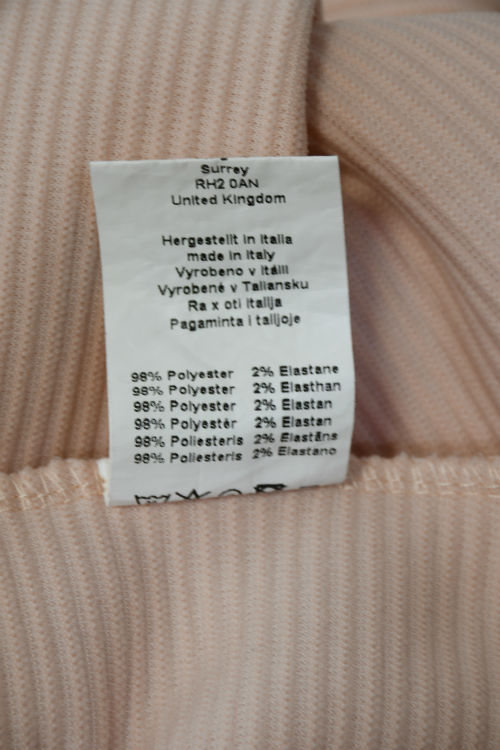 Surrey
RH2 0AN
United Kingdom
Hergestellt in Italia
made in Italy
Vyrobeno v Itálii
Vyrobené v Taliansku
Ra x oti Itallja
Pagaminta i talljoje
98% Polyester 2% Elastane
98% Polyester 2% Elasthan
98% Polyester 2% Elastan
98% Polyestér 2% Elastan
98% Poliesteris 2% Elastāns
98% Poliesteris 2% Elastano